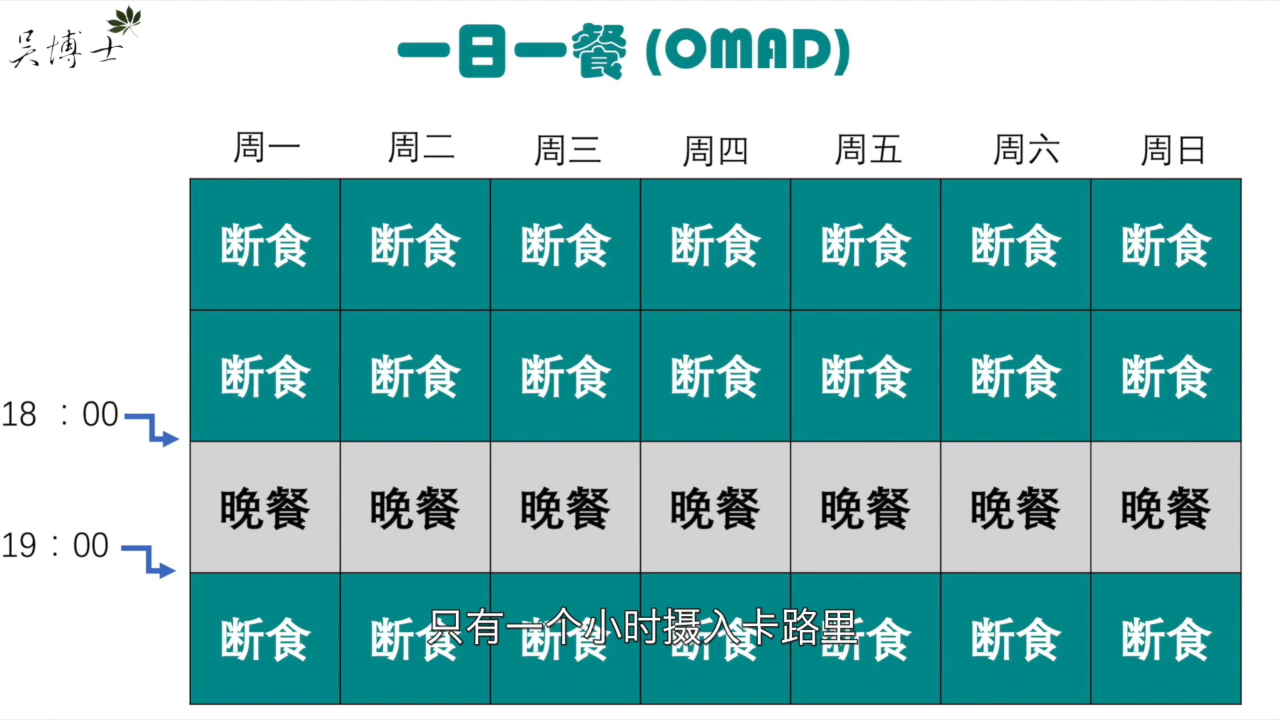 吴博士
一日一餐 (OMAD)
周一 周二 周三 周四 周五 周六 周日
断食 断食 断食 断食 断食 断食 断食
断食 断食 断食 断食 断食 断食 断食
18 ：00
晚餐 晚餐 晚餐 晚餐 晚餐 晚餐 晚餐
19：00
断食 断食 断食 断食 断食 断食 断食
只有一个小时摄入卡路里